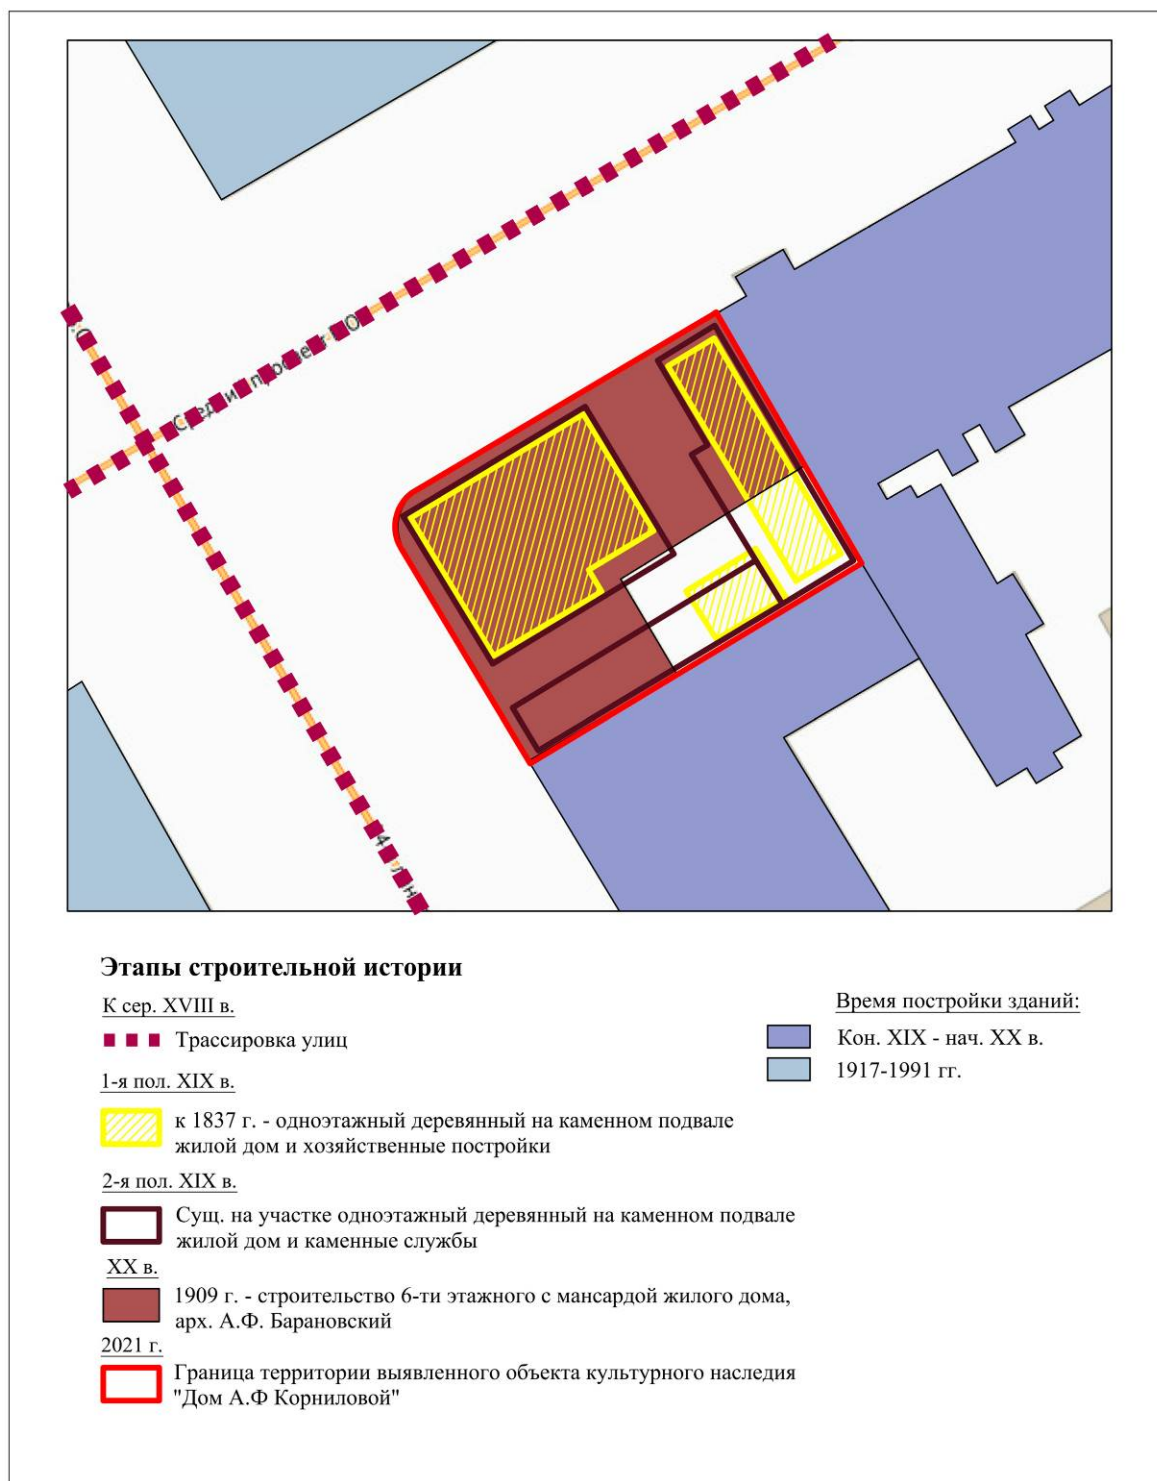 Этапы строительной истории
К сер. XVIII в.
Трассировка улиц
1-я пол. XIX в.
к 1837 г. - одноэтажный деревянный на каменном подвале
жилой дом и хозяйственные постройки
2-я пол. XIX в.
Сущ. на участке одноэтажный деревянный на каменном подвале
жилой дом и каменные службы
XX в.
1909 г. - строительство 6-ти этажного с мансардой жилого дома,
арх. А.Ф. Барановский
2021 г.
Граница территории выявленного объекта культурного наследия
"Дом А.Ф Корниловой"
Время постройки зданий:
Кон. XIX - нач. XX в.
1917-1991 гг.